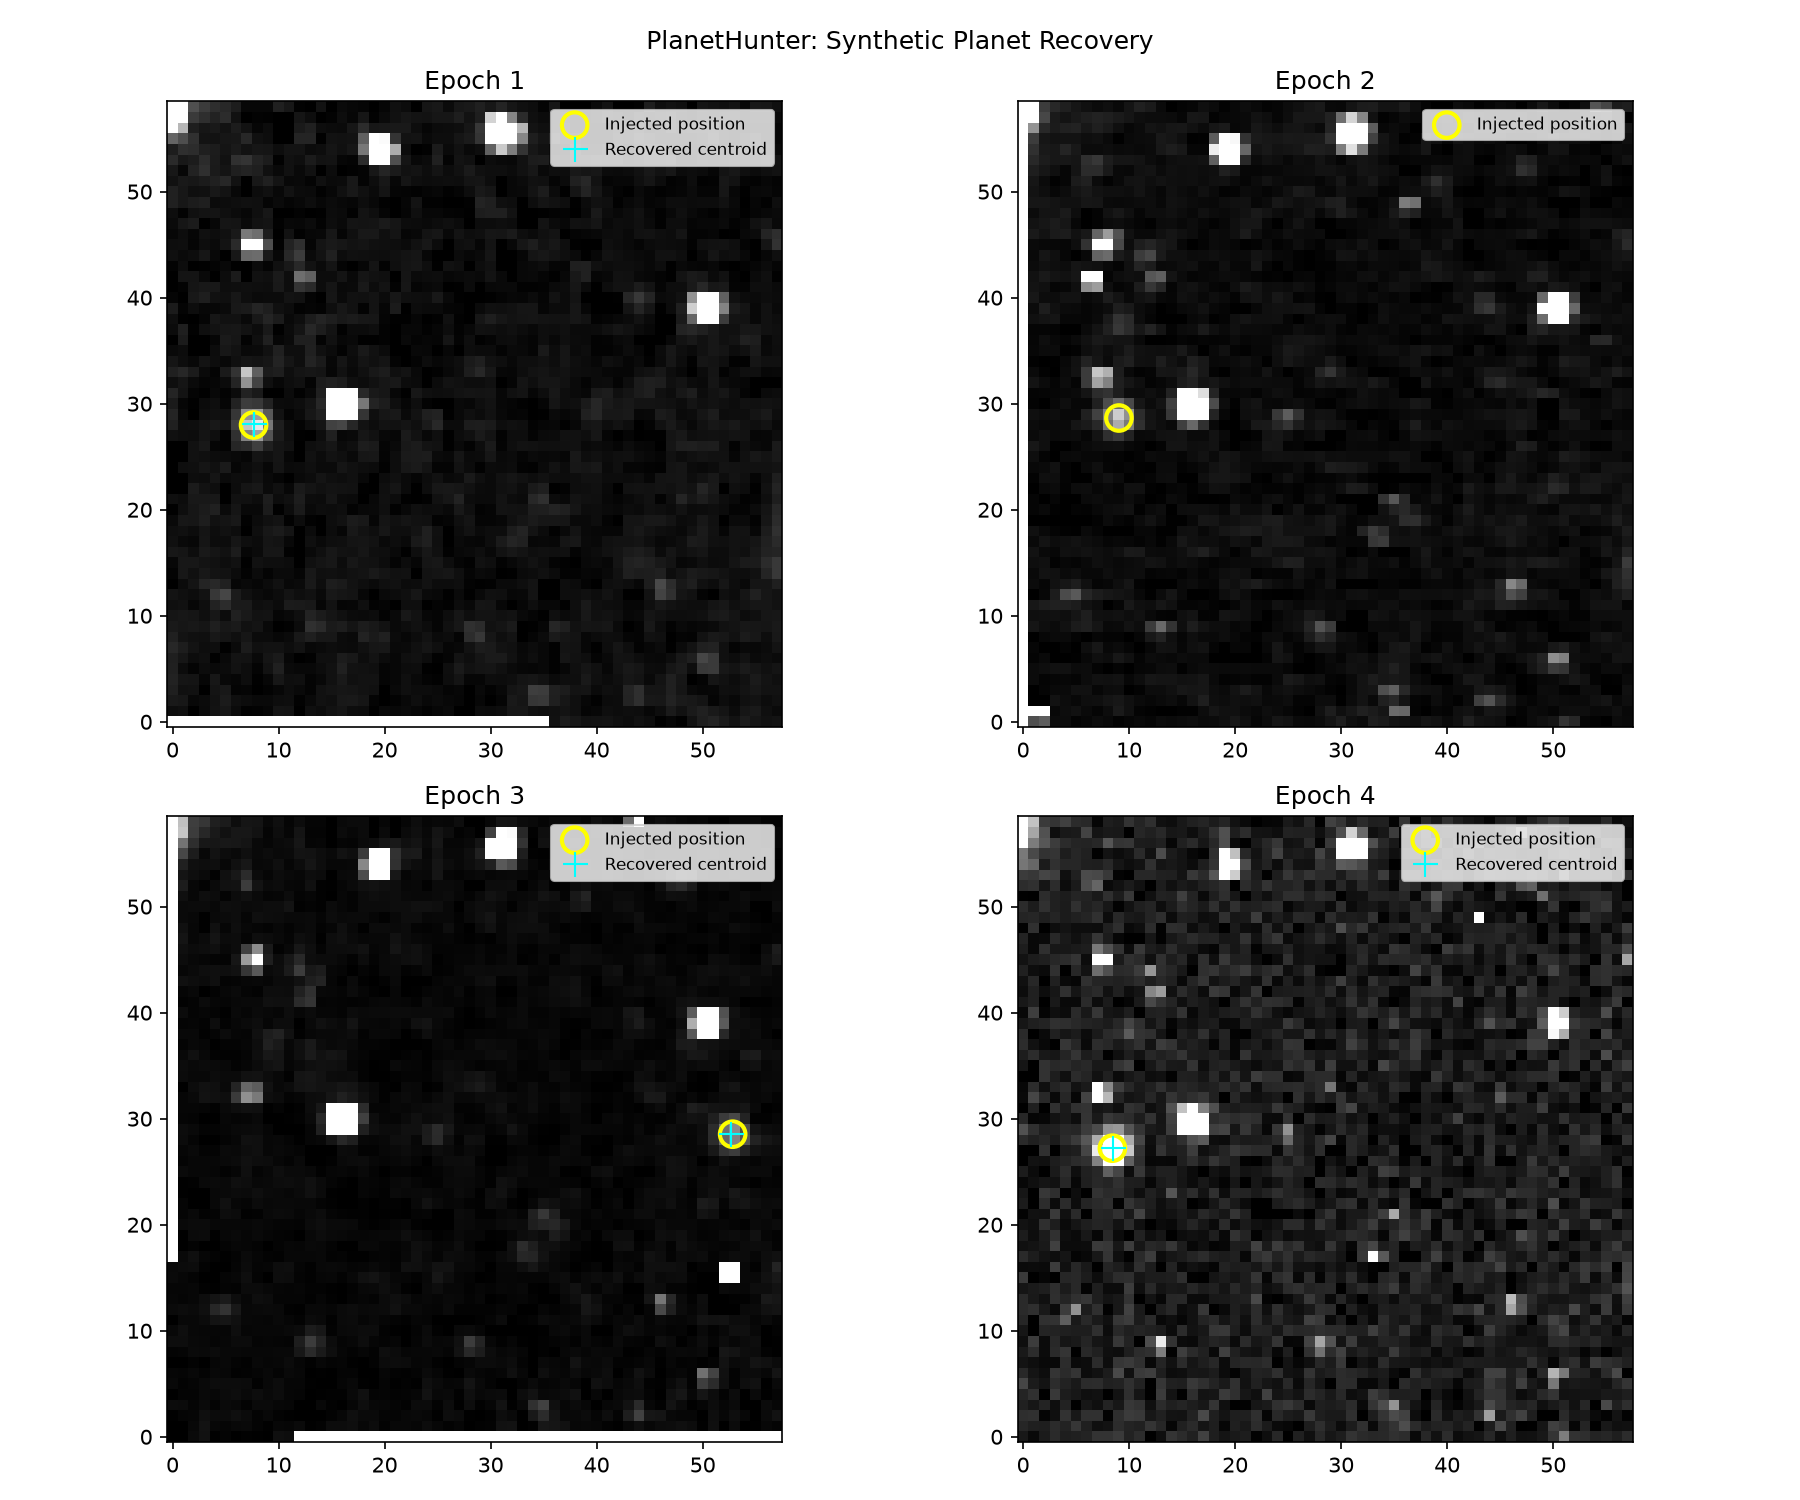 PlanetHunter: Synthetic Planet Recovery
Epoch 1
Injected position
Recovered centroid
50
40
30
20
10
0
0 10 20 30 40 50
Epoch 2
Injected position
50
40
30
20
10
0
0 10 20 30 40 50
Epoch 3
Injected position
Recovered centroid
50
40
30
20
10
0
0 10 20 30 40 50
Epoch 4
Injected position
Recovered centroid
50
40
30
20
10
0
0 10 20 30 40 50